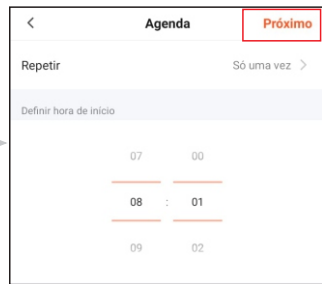 < Agenda Próximo
Repetir Só uma vez >
Definir hora de início
07 00
08 : 01
09 02